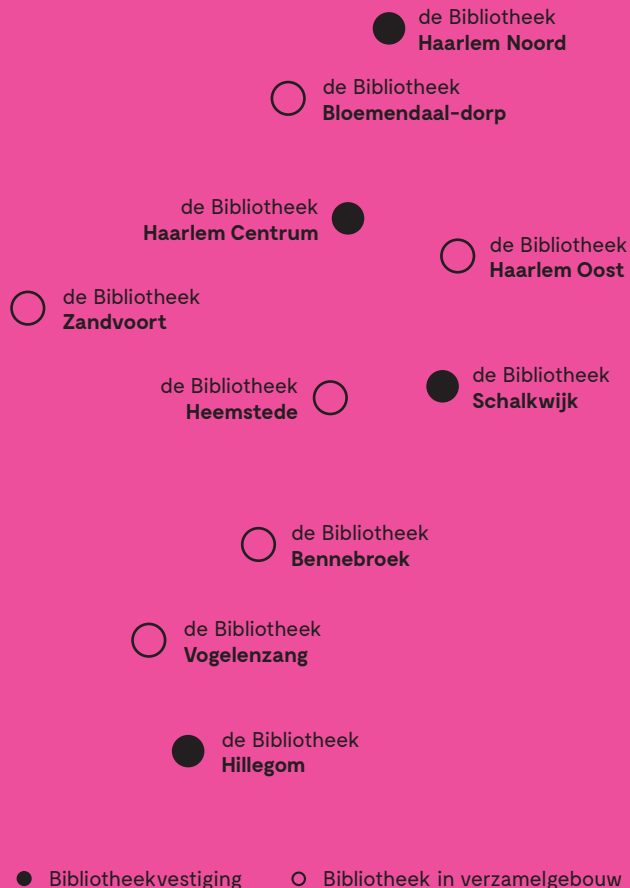 de Bibliotheek
Haarlem Noord
de Bibliotheek
Bloemendaal-dorp
de Bibliotheek
Haarlem Centrum
de Bibliotheek
Haarlem Oost
de Bibliotheek
Zandvoort
de Bibliotheek
Schalkwijk
de Bibliotheek
Heemstede
de Bibliotheek
Bennebroek
de Bibliotheek
Vogelenzang
de Bibliotheek
Hillegom
Bibliotheekvestiging
Bibliotheek in verzamelgebouw